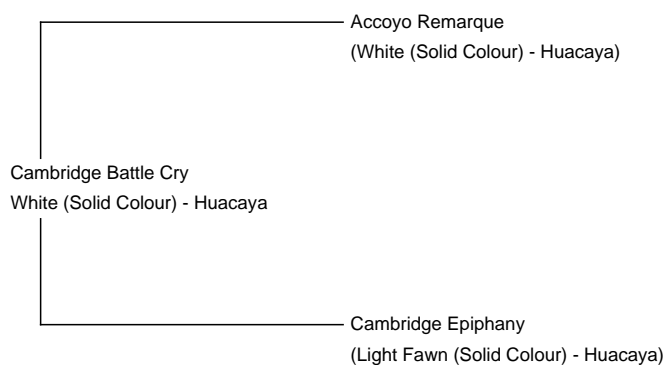 Accoyo Remarque
(White (Solid Colour) - Huacaya)
Cambridge Battle Cry
White (Solid Colour) - Huacaya
Cambridge Epiphany
(Light Fawn (Solid Colour) - Huacaya)